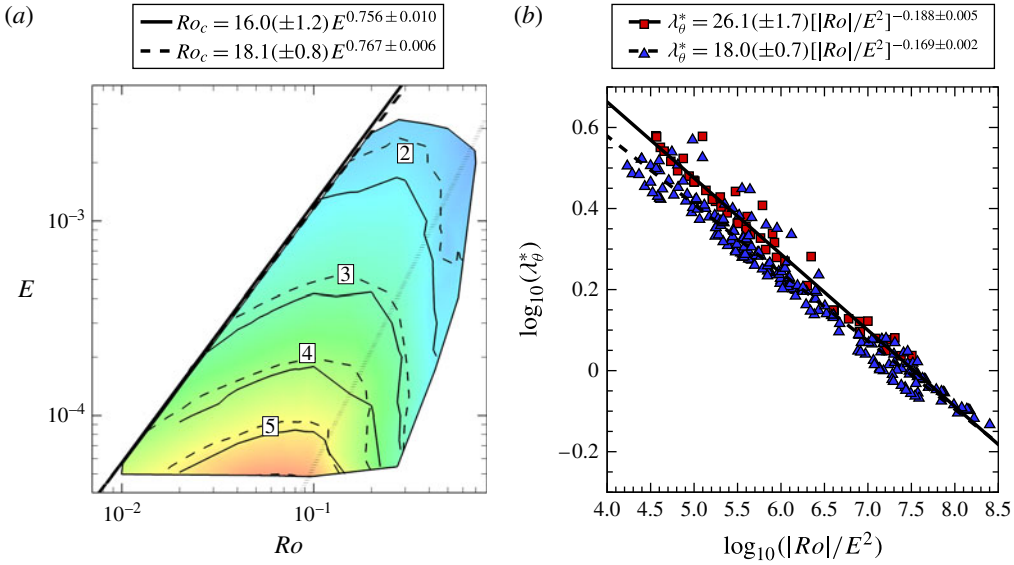 (a)
Ro_c = 16.0(±1.2)E^{0.756±0.010}
Ro_c = 18.1(±0.8)E^{0.767±0.006}
2
3
4
5
10^{−3}
10^{−4}
E
10^{−2}
10^{−1}
Ro
(b)
λ_θ^* = 26.1(±1.7)[|Ro|/E^2]^{−0.188±0.005}
λ_θ^* = 18.0(±0.7)[|Ro|/E^2]^{−0.169±0.002}
0.6
0.4
0.2
0
−0.2
log_{10}(λ_θ^*)
4.0 4.5 5.0 5.5 6.0 6.5 7.0 7.5 8.0 8.5
log_{10}(|Ro|/E^2)